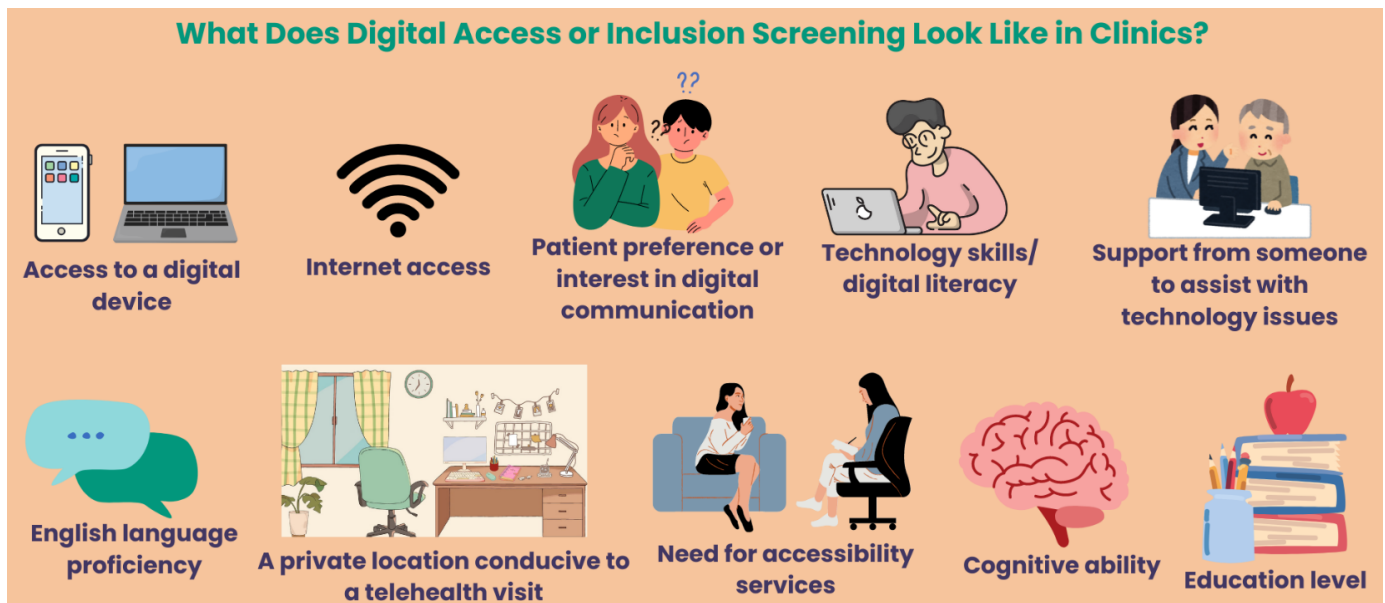 What Does Digital Access or Inclusion Screening Look Like in Clinics?
??
??
Access to a digital
device
Internet access
Patient preference or
interest in digital
communication
Technology skills/
digital literacy
Support from someone
to assist with
technology issues
English language
proficiency
A private location conducive to
a telehealth visit
Need for accessibility
services
Cognitive ability
Education level